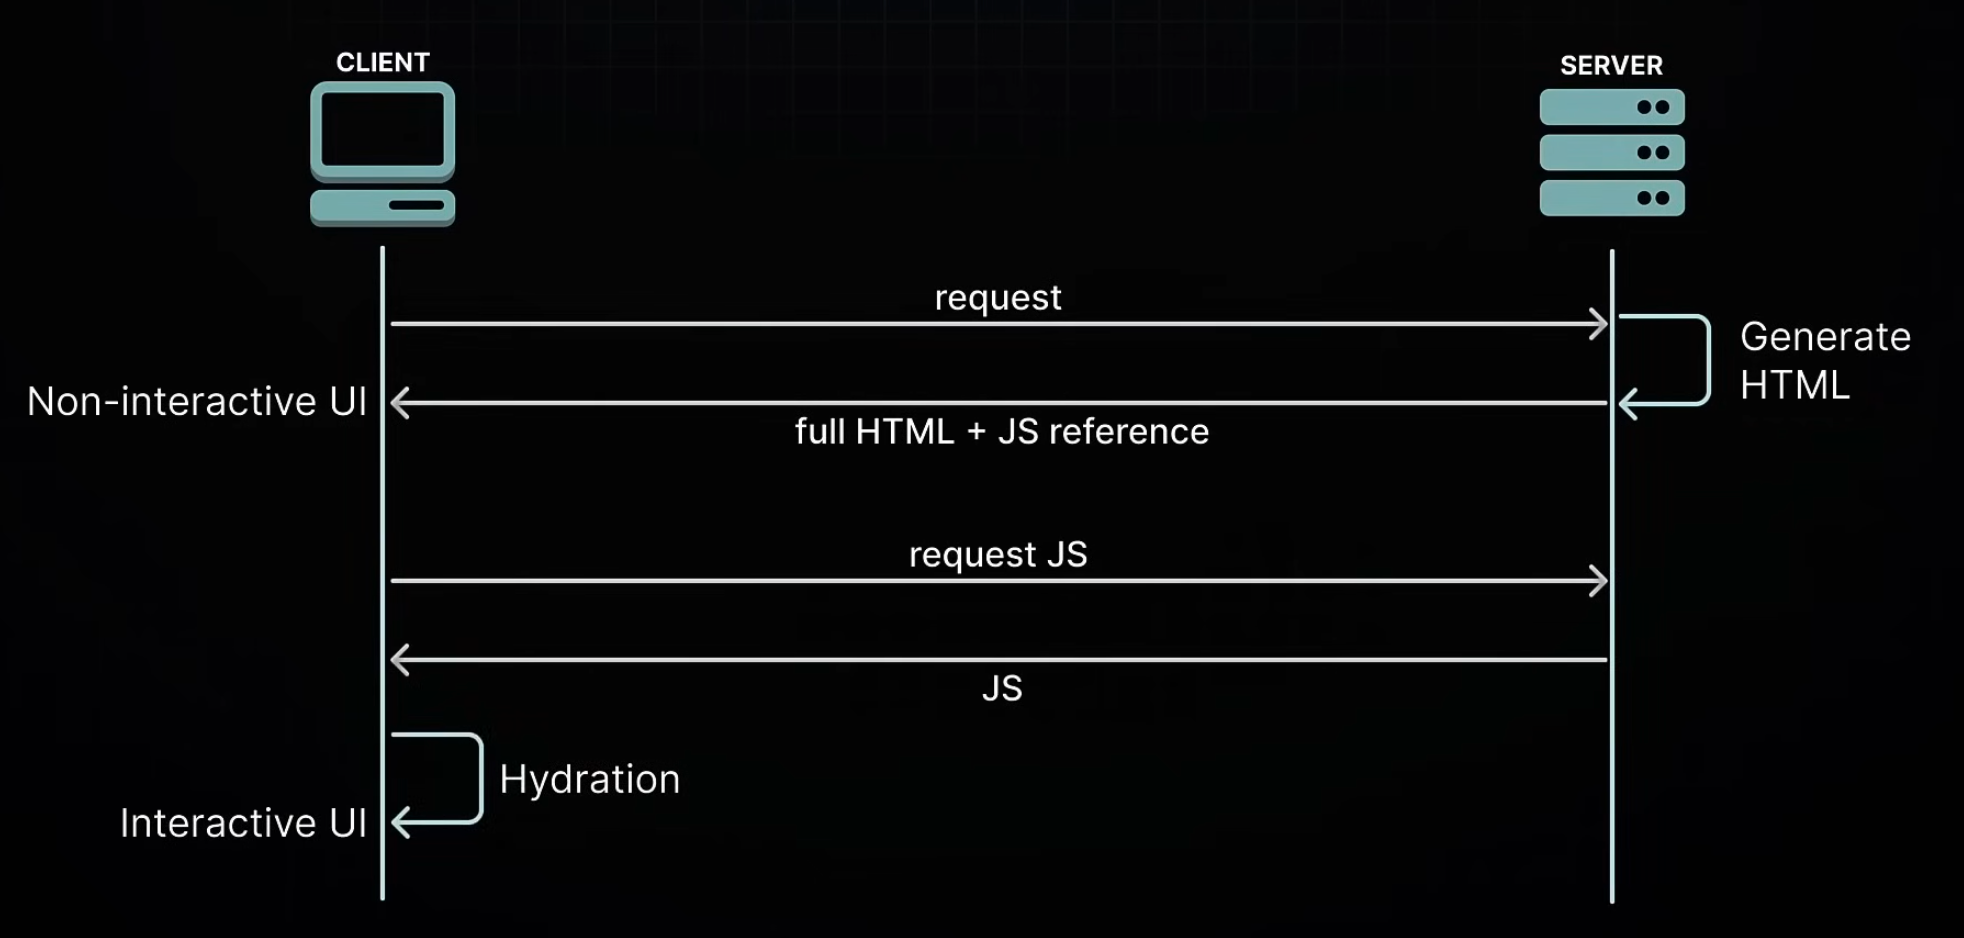 CLIENT
SERVER
request
Generate
HTML
Non-interactive UI
full HTML + JS reference
request JS
JS
Hydration
Interactive UI